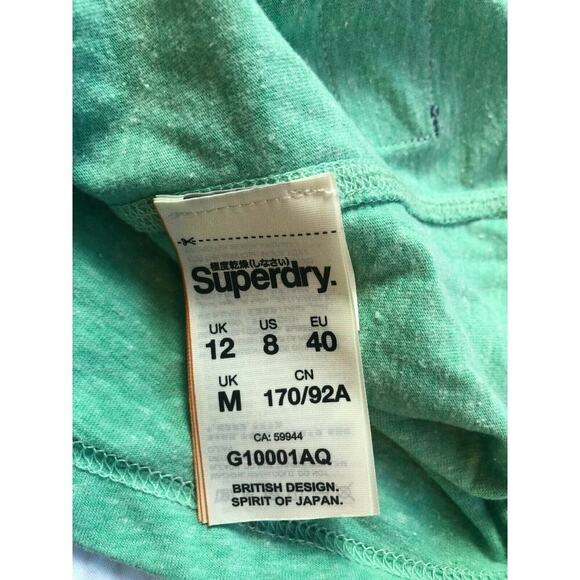 極度乾燥(しなさい)
Superdry.
UK US EU
12 8 40
UK CN
M 170/92A
CA: 59944
G10001AQ
BRITISH DESIGN.
SPIRIT OF JAPAN.